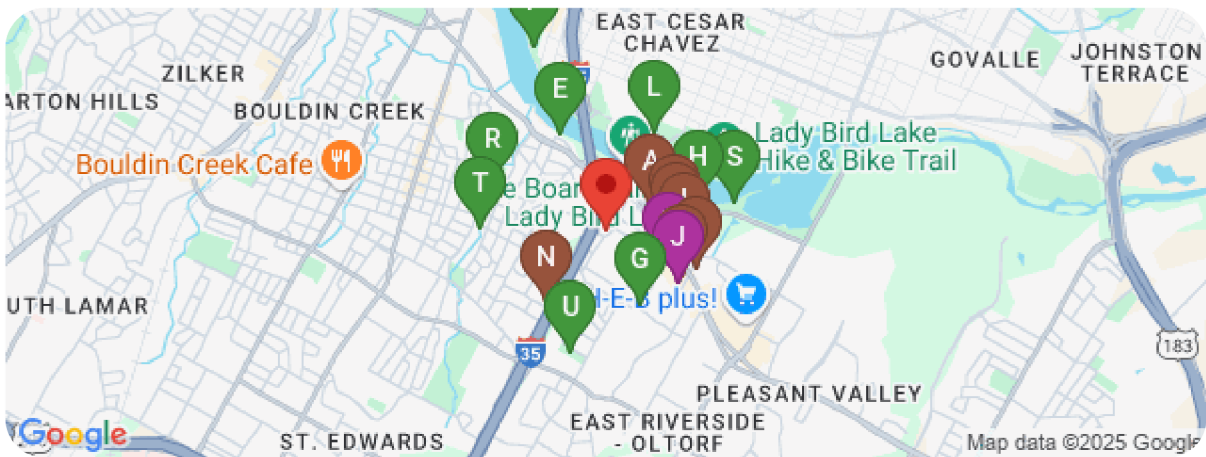 EAST CESAR
CHAVEZ
GOVALLE
JOHNSTON
TERRACE
ZILKER
ARTON HILLS
BOULDIN CREEK
E
L
Lady Bird Lake
Hike & Bike Trail
Bouldin Creek Cafe
R
A
H
S
T
e Boar
Lady Bird L
J
N
G
H-E-B plus!
UTH LAMAR
U
35
183
PLEASANT VALLEY
EAST RIVERSIDE
- OLTORF
ST. EDWARDS
Google
Map data ©2025 Google